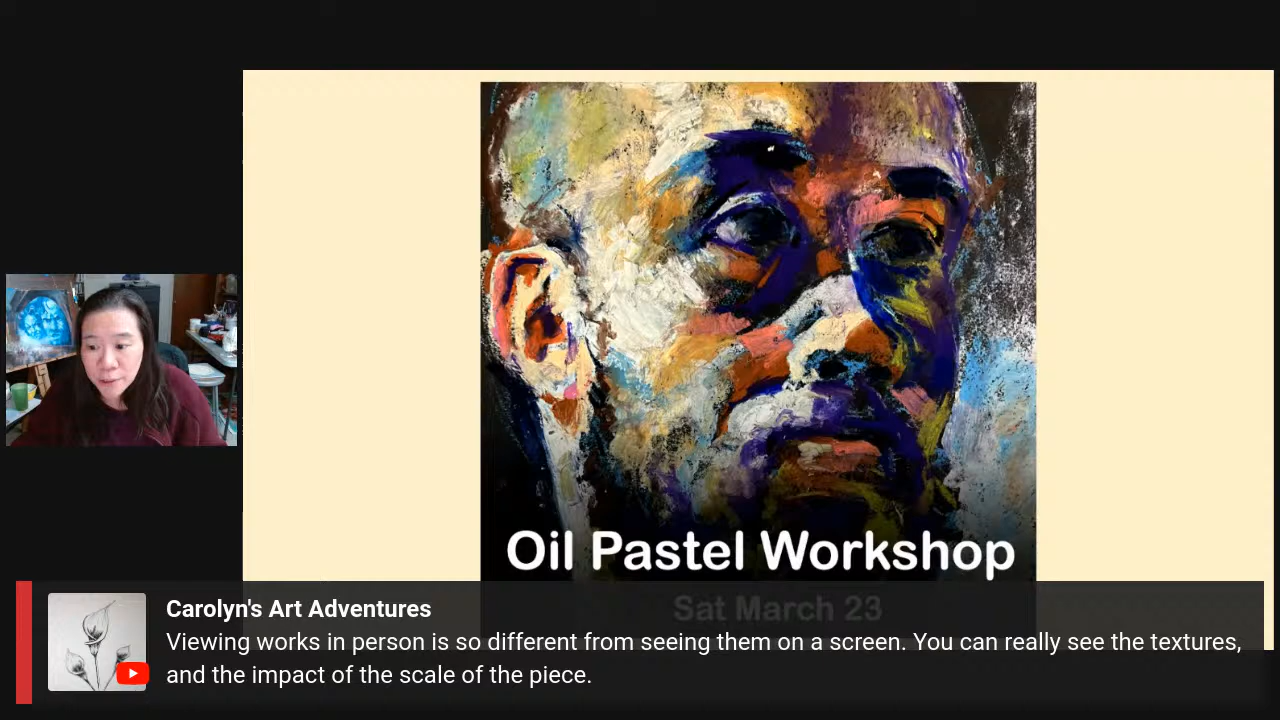 Oil Pastel Workshop
Sat March 23
Carolyn's Art Adventures
Viewing works in person is so different from seeing them on a screen. You can really see the textures,
and the impact of the scale of the piece.